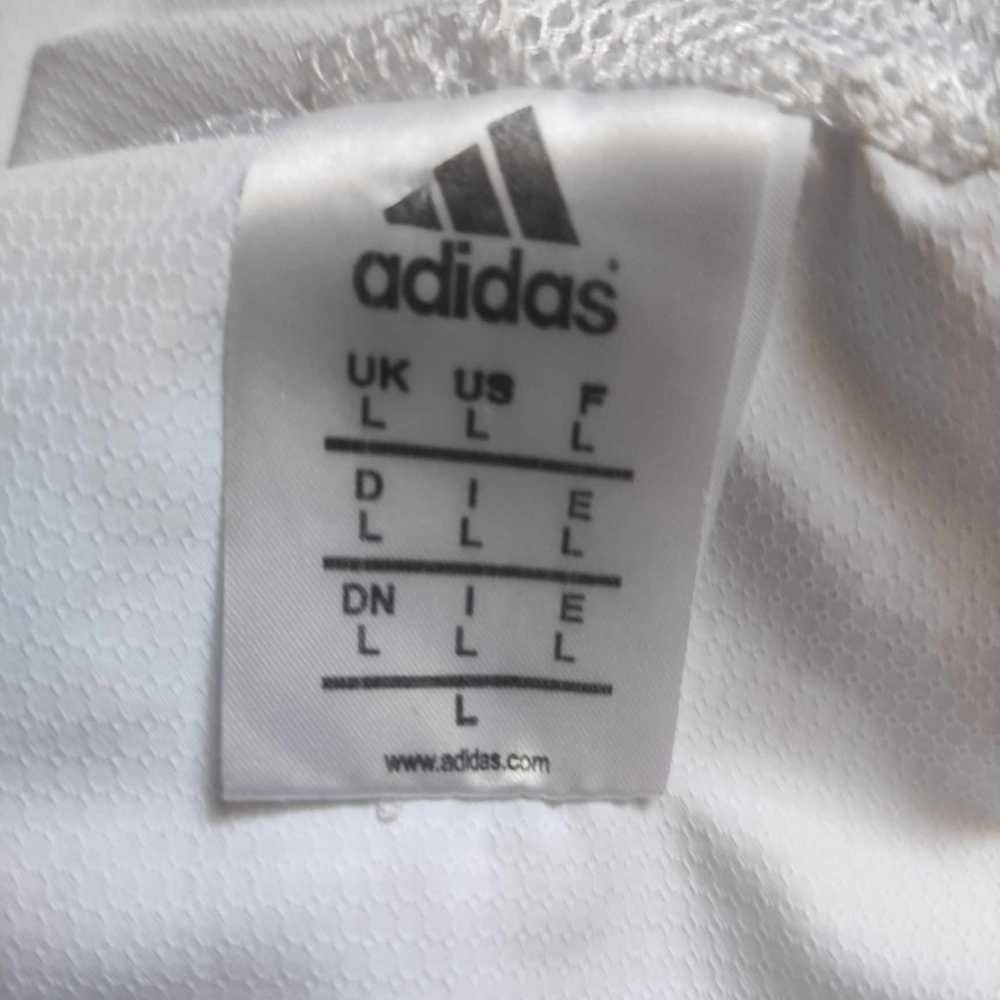 adidas
UK US F
L L L
D I E
L L L
DN I E
L L L
L
www.adidas.com